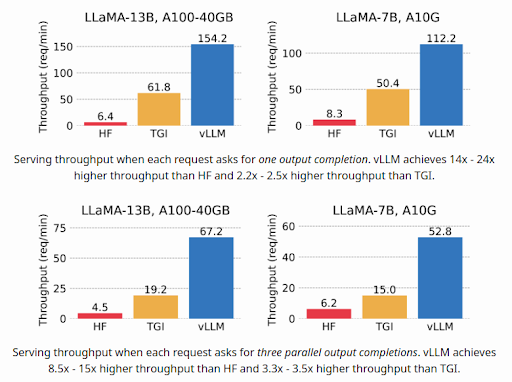 LLaMA-13B, A100-40GB
Throughput (req/min)
150
100
50
0
6.4
61.8
154.2
HF
TGI
vLLM
LLaMA-7B, A10G
Throughput (req/min)
100
50
0
8.3
50.4
112.2
HF
TGI
vLLM
Serving throughput when each request asks for one output completion. vLLM achieves 14x - 24x
higher throughput than HF and 2.2x - 2.5x higher throughput than TGI.
LLaMA-13B, A100-40GB
Throughput (req/min)
75
50
25
0
4.5
19.2
67.2
HF
TGI
vLLM
LLaMA-7B, A10G
Throughput (req/min)
60
40
20
0
6.2
15.0
52.8
HF
TGI
vLLM
Serving throughput when each request asks for three parallel output completions. vLLM achieves
8.5x - 15x higher throughput than HF and 3.3x - 3.5x higher throughput than TGI.